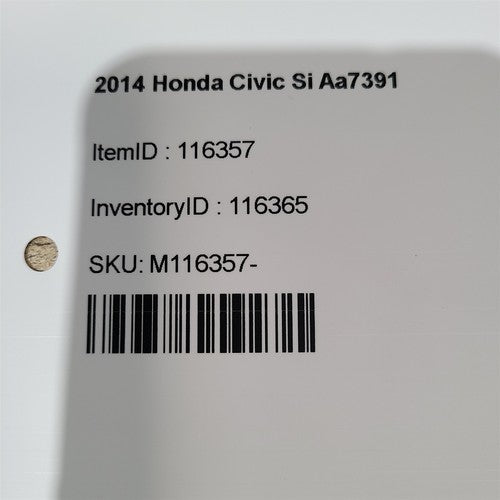 2014 Honda Civic Si Aa7391
ItemID : 116357
InventoryID : 116365
SKU: M116357-